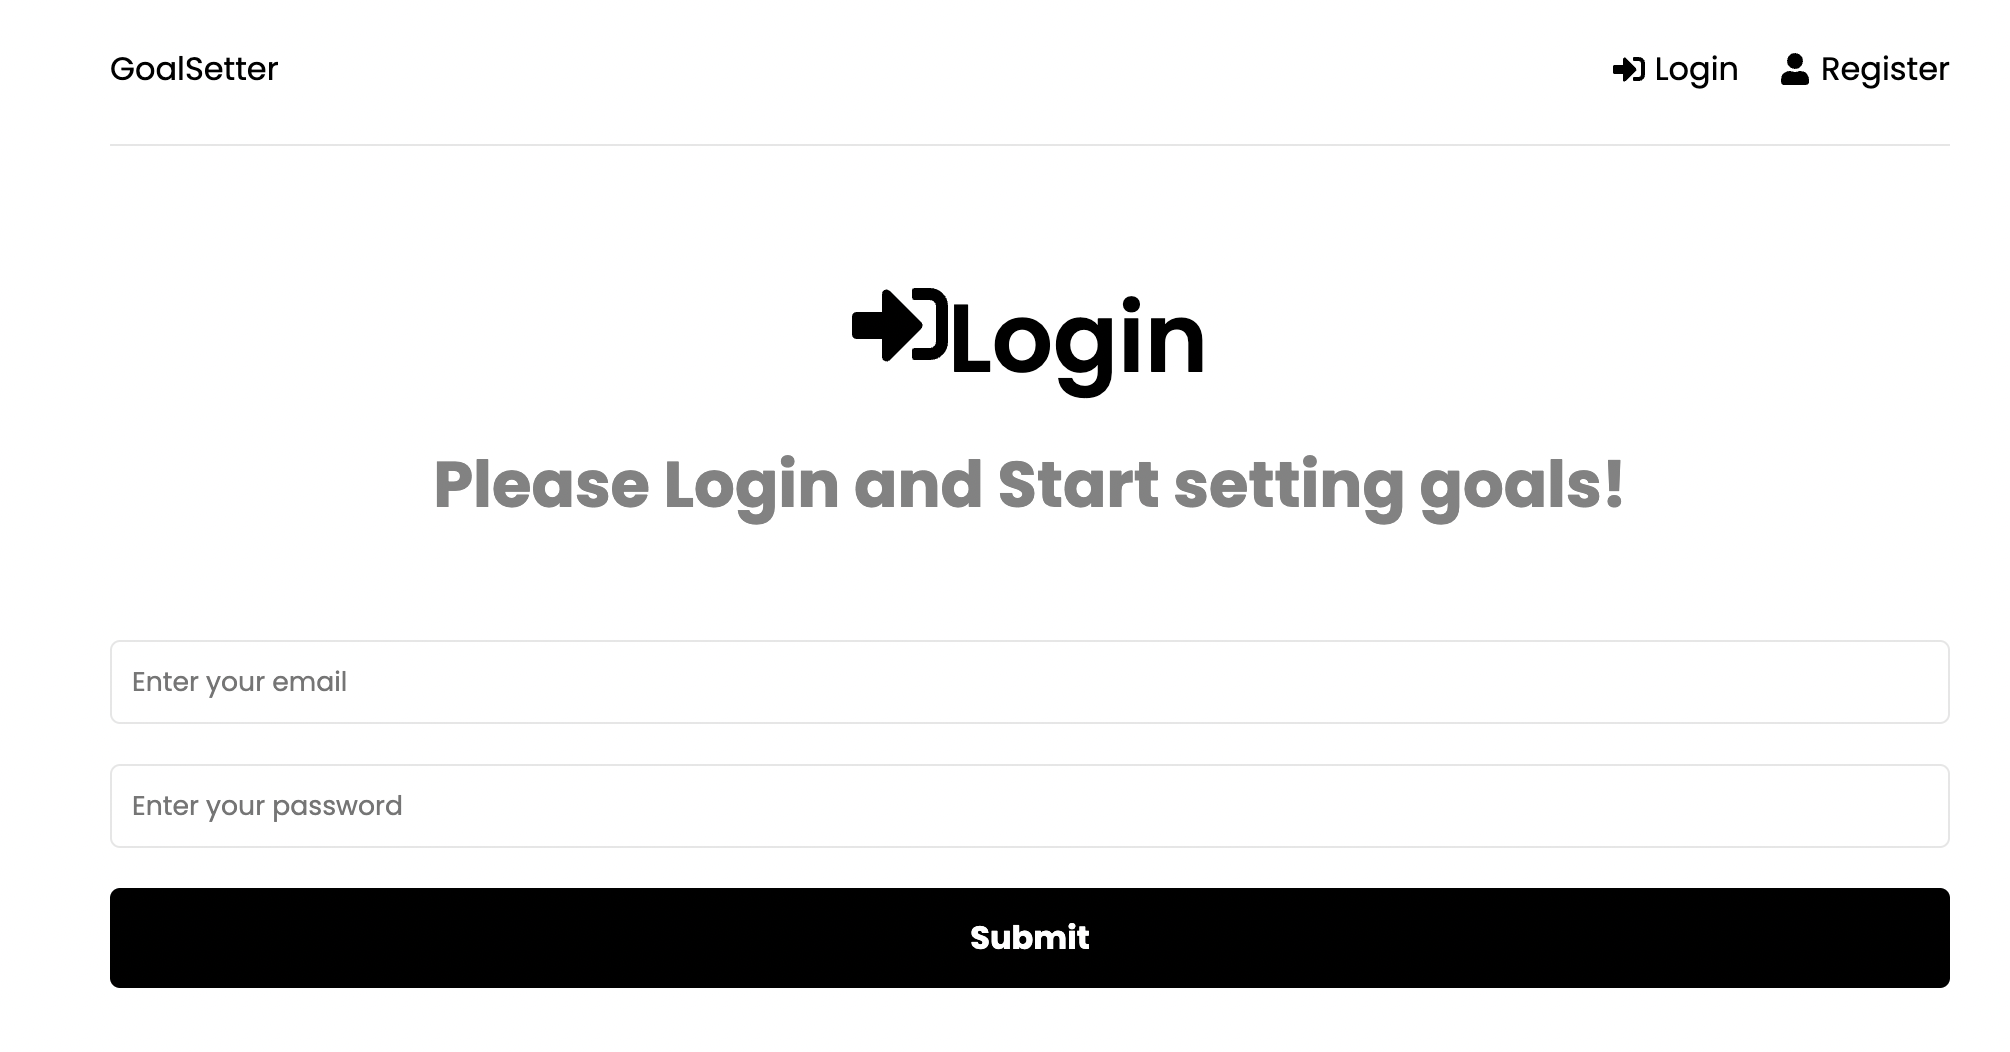 GoalSetter
Login
Register
Login
Please Login and Start setting goals!
Enter your email
Enter your password
Submit